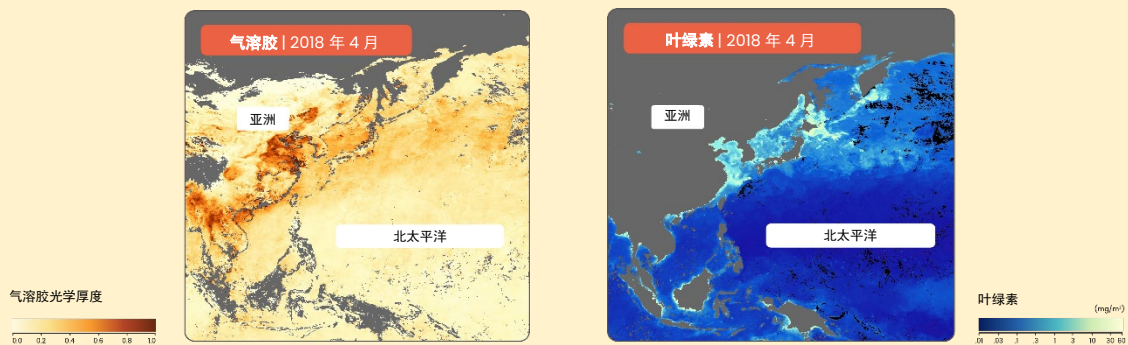 气溶胶 | 2018 年 4 月
亚洲
北太平洋
气溶胶光学厚度
0.0 0.2 0.4 0.6 0.8 1.0
叶绿素 | 2018 年 4 月
亚洲
北太平洋
叶绿素
(mg/m³)
.01 .03 .1 .3 1 3 10 30 60